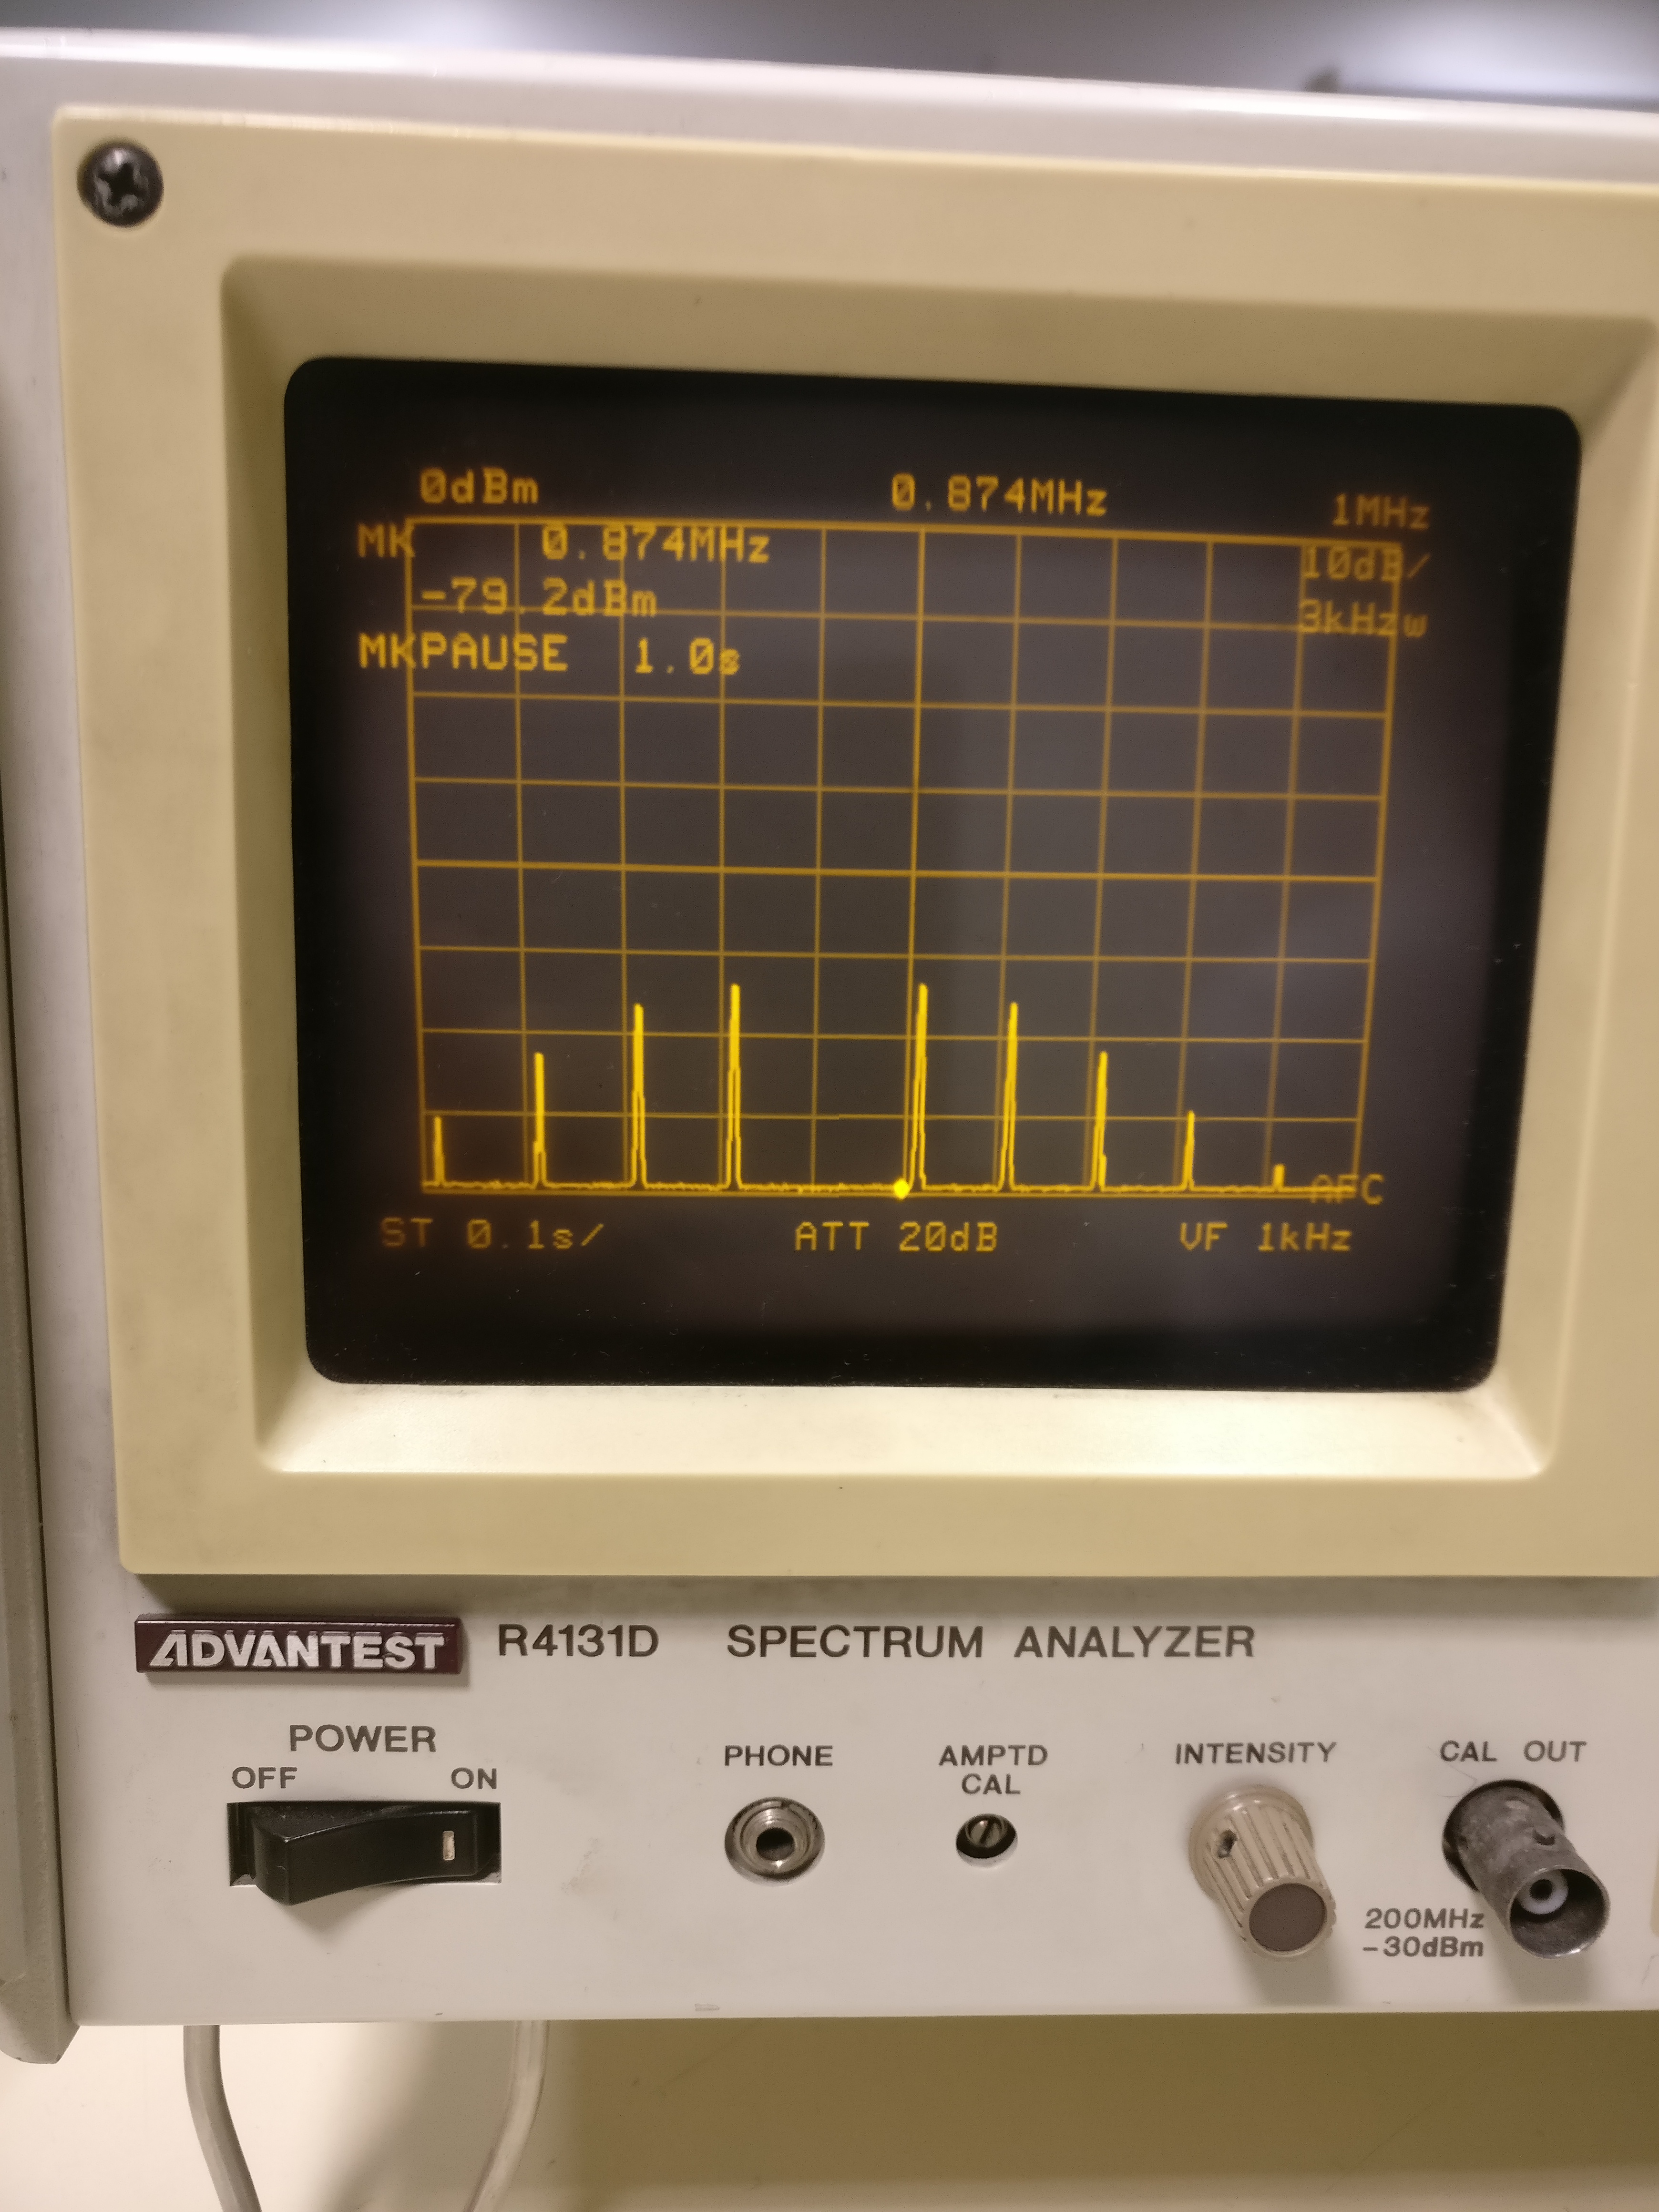 0dBm 0.874MHz 1MHz
MK 0.874MHz 10dB/
-79.2dBm 3kHzw
MKPAUSE 1.0s
AFC
ST 0.1s/ ATT 20dB VF 1kHz
ADVANTEST R4131D SPECTRUM ANALYZER
POWER
OFF ON
PHONE
AMPTD
CAL
INTENSITY
CAL OUT
200MHz
-30dBm